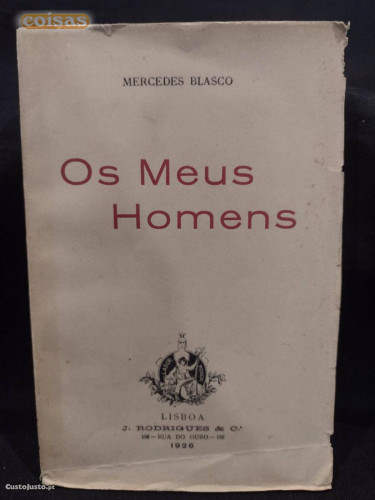 coisas
MERCEDES BLASCO
Os Meus
Homens
LISBOA
J. RODRIGUES & C.ª
RUA DO OURO
1926
CustoJusto.pt